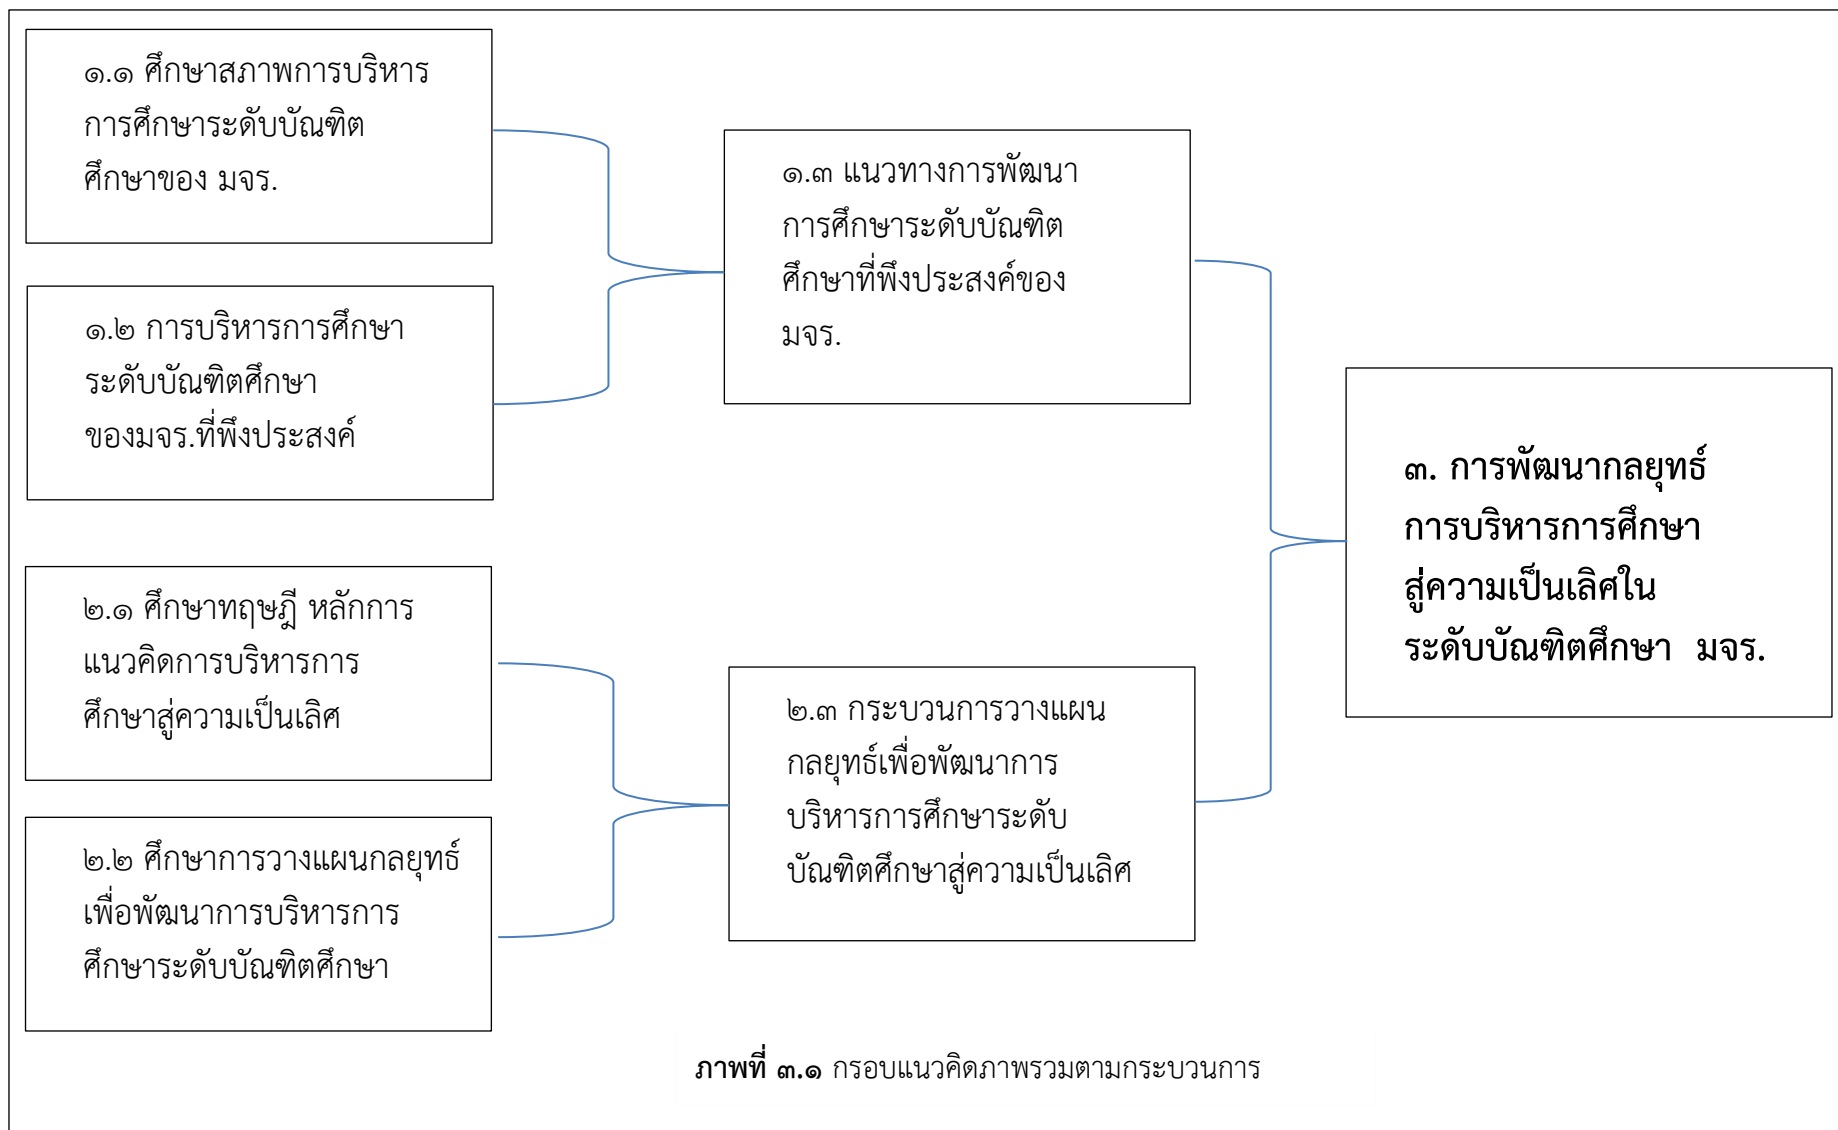 ๑.๑ ศึกษาสภาพการบริหาร
การศึกษาระดับบัณฑิต
ศึกษาของ มจร.
๑.๒ การบริหารการศึกษา
ระดับบัณฑิตศึกษา
ของมจร.ที่พึงประสงค์
๑.๓ แนวทางการพัฒนา
การศึกษาระดับบัณฑิต
ศึกษาที่พึงประสงค์ของ
มจร.
๒.๑ ศึกษาทฤษฎี หลักการ
แนวคิดการบริหารการ
ศึกษาสู่ความเป็นเลิศ
๒.๒ ศึกษาการวางแผนกลยุทธ์
เพื่อพัฒนาการบริหารการ
ศึกษาระดับบัณฑิตศึกษา
๒.๓ กระบวนการวางแผน
กลยุทธ์เพื่อพัฒนาการ
บริหารการศึกษาระดับ
บัณฑิตศึกษาสู่ความเป็นเลิศ
๓. การพัฒนากลยุทธ์
การบริหารการศึกษา
สู่ความเป็นเลิศใน
ระดับบัณฑิตศึกษา มจร.
ภาพที่ ๓.๑ กรอบแนวคิดภาพรวมตามกระบวนการ